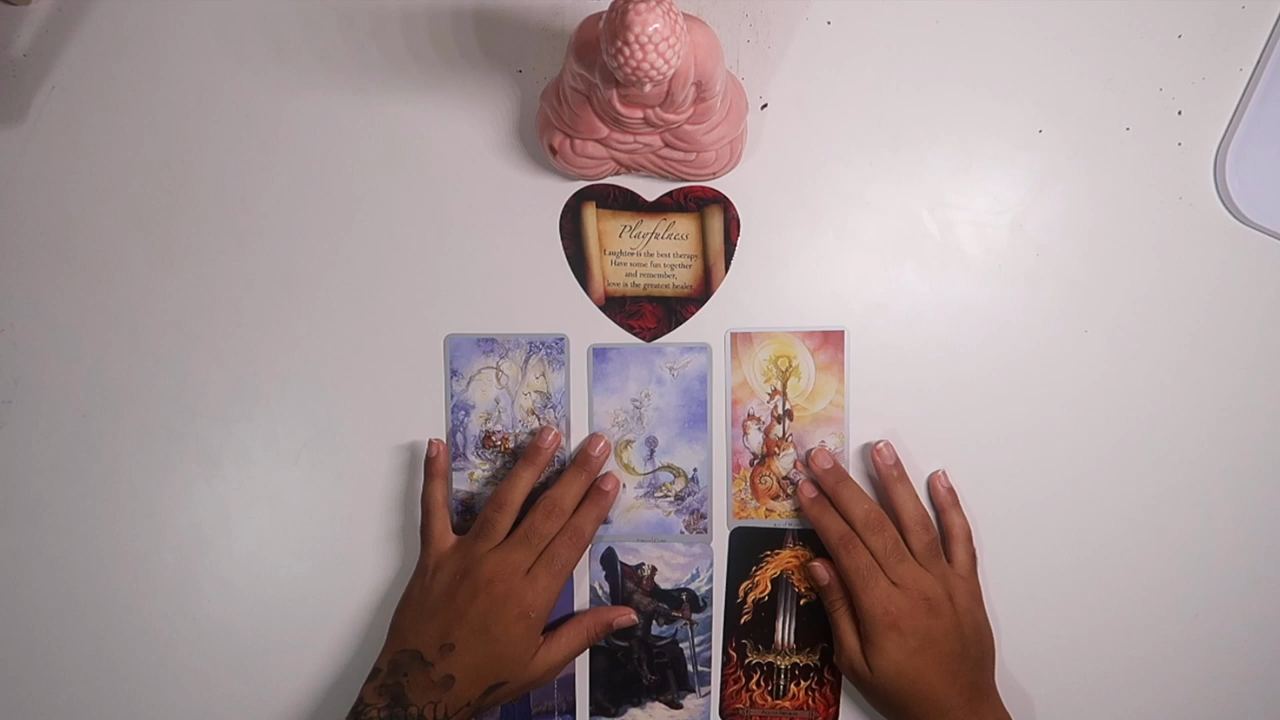 Playfulness
Laughter is the best therapy.
Have some fun together
and remember,
love is the greatest healer.